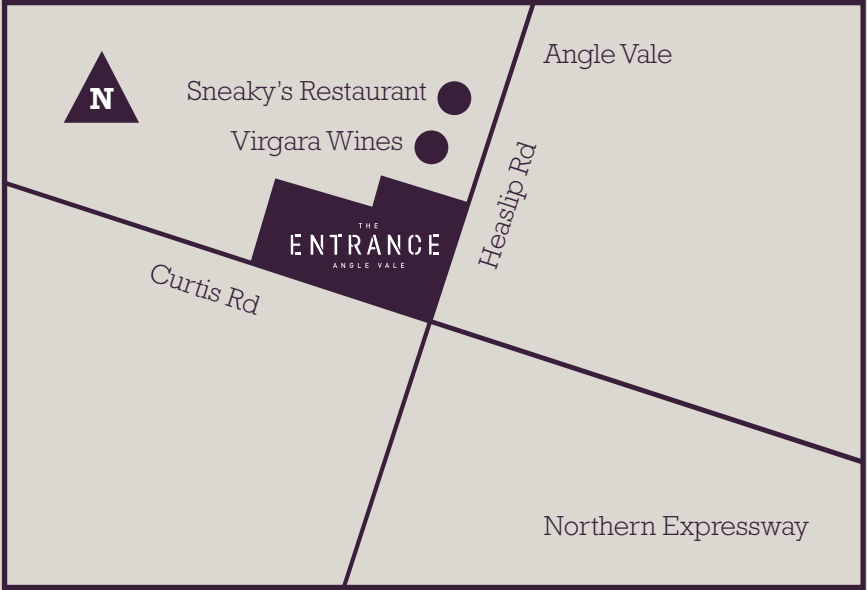 Angle Vale
N
Sneaky's Restaurant
Virgara Wines
Heaslip Rd
THE
ENTRANCE
ANGLE VALE
Curtis Rd
Northern Expressway